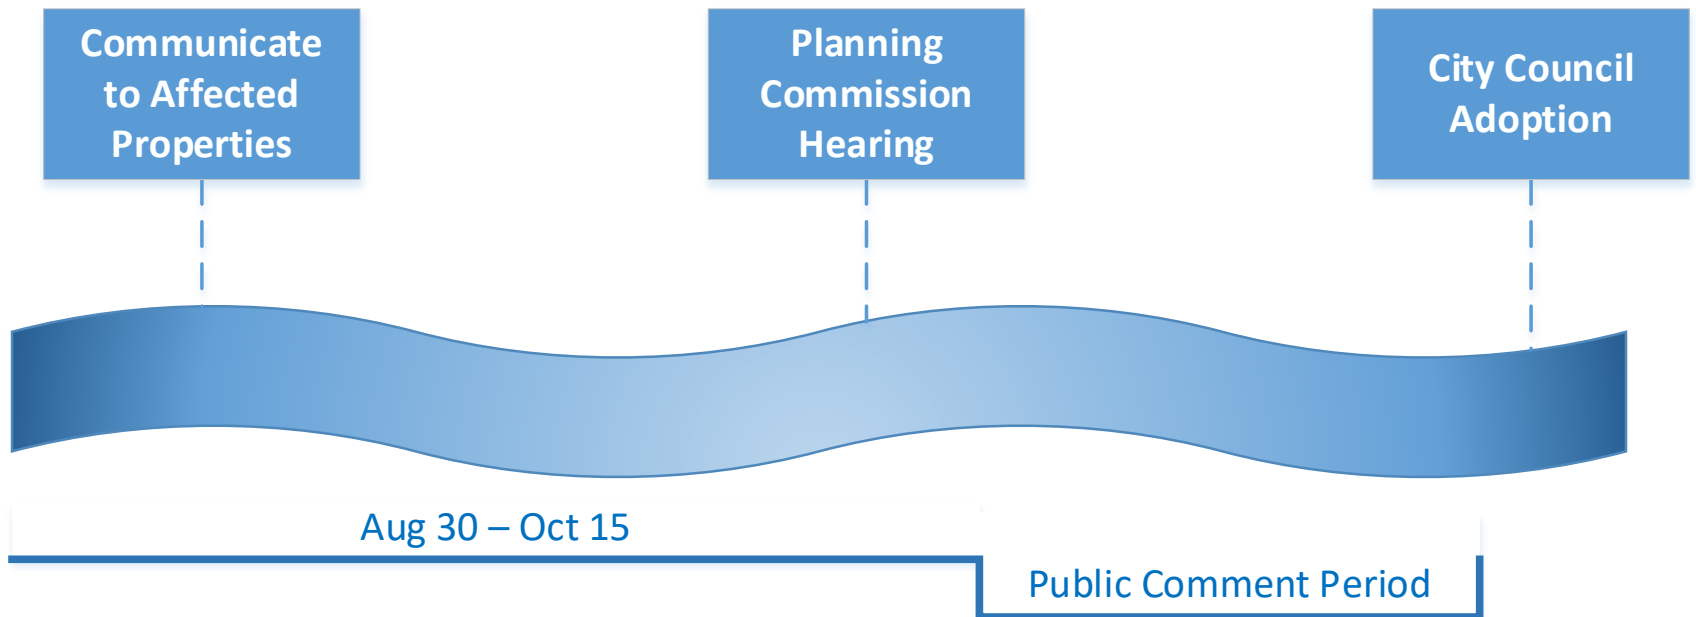 Communicate
to Affected
Properties
Planning
Commission
Hearing
City Council
Adoption
Aug 30 – Oct 15
Public Comment Period